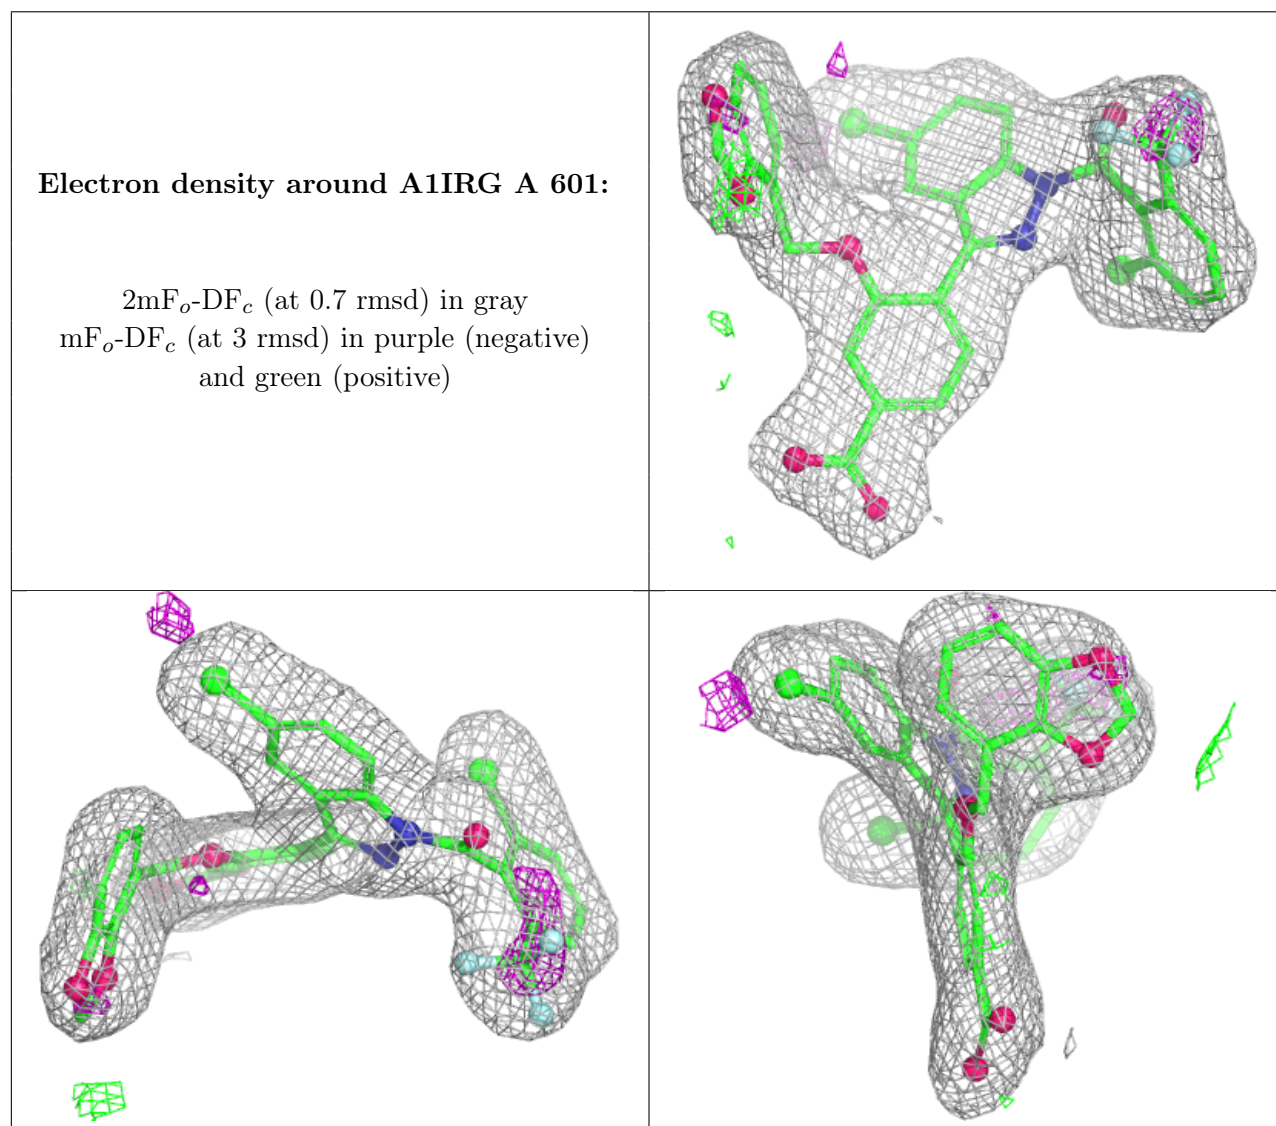 Electron density around A1IRG A 601:
2mFo-DFc (at 0.7 rmsd) in gray
mFo-DFc (at 3 rmsd) in purple (negative)
and green (positive)